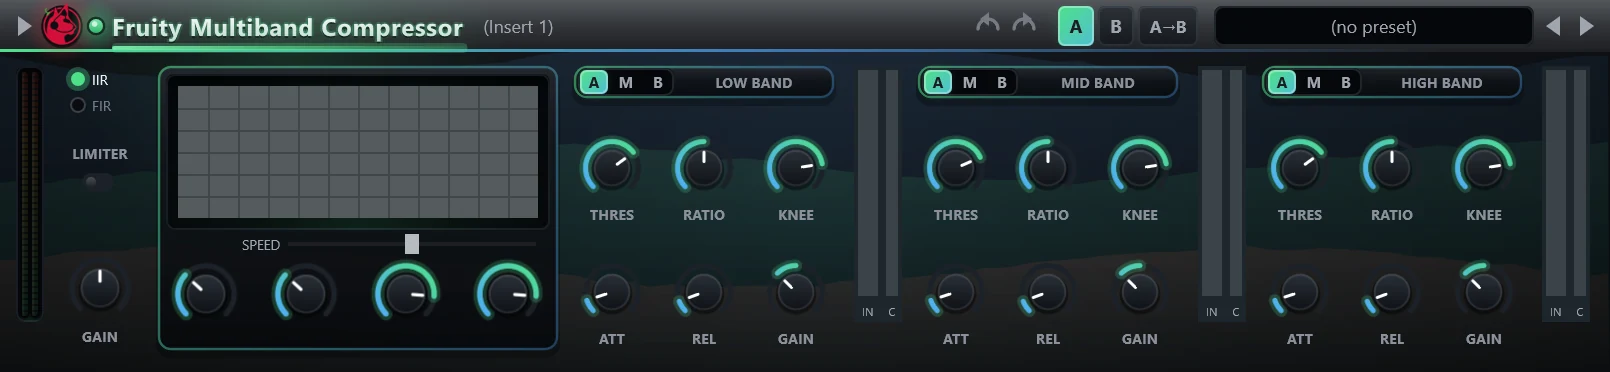 Fruity Multiband Compressor (Insert 1) A B A→B (no preset)
IIR
FIR
LIMITER
GAIN
SPEED
A M B LOW BAND
THRES RATIO KNEE
ATT REL GAIN
IN C
A M B MID BAND
THRES RATIO KNEE
ATT REL GAIN
IN C
A M B HIGH BAND
THRES RATIO KNEE
ATT REL GAIN
IN C